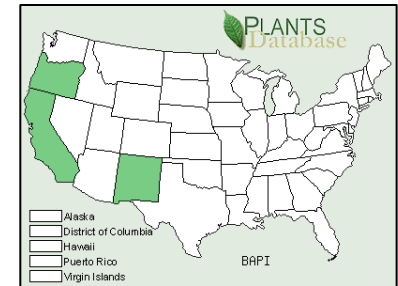 PLANTS
Database
Alaska
District of Columbia
Hawaii
Puerto Rico
Virgin Islands
BAPI